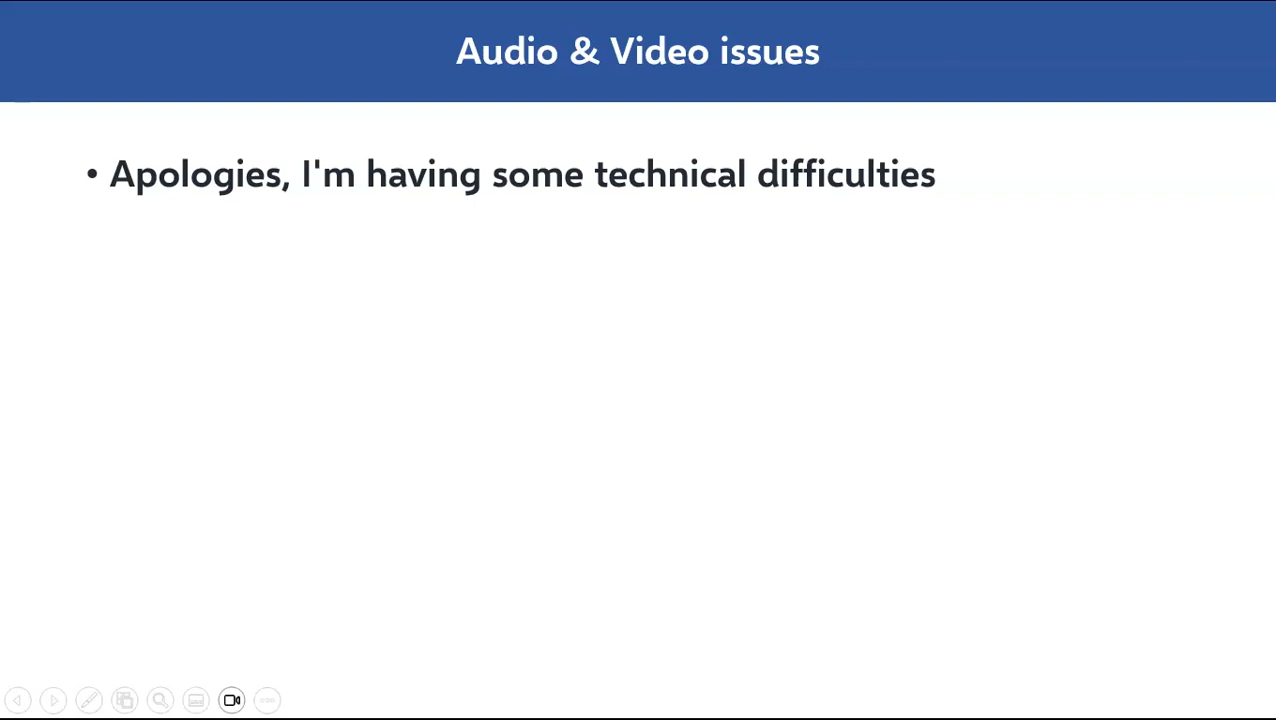 Audio & Video issues
• Apologies, I'm having some technical difficulties